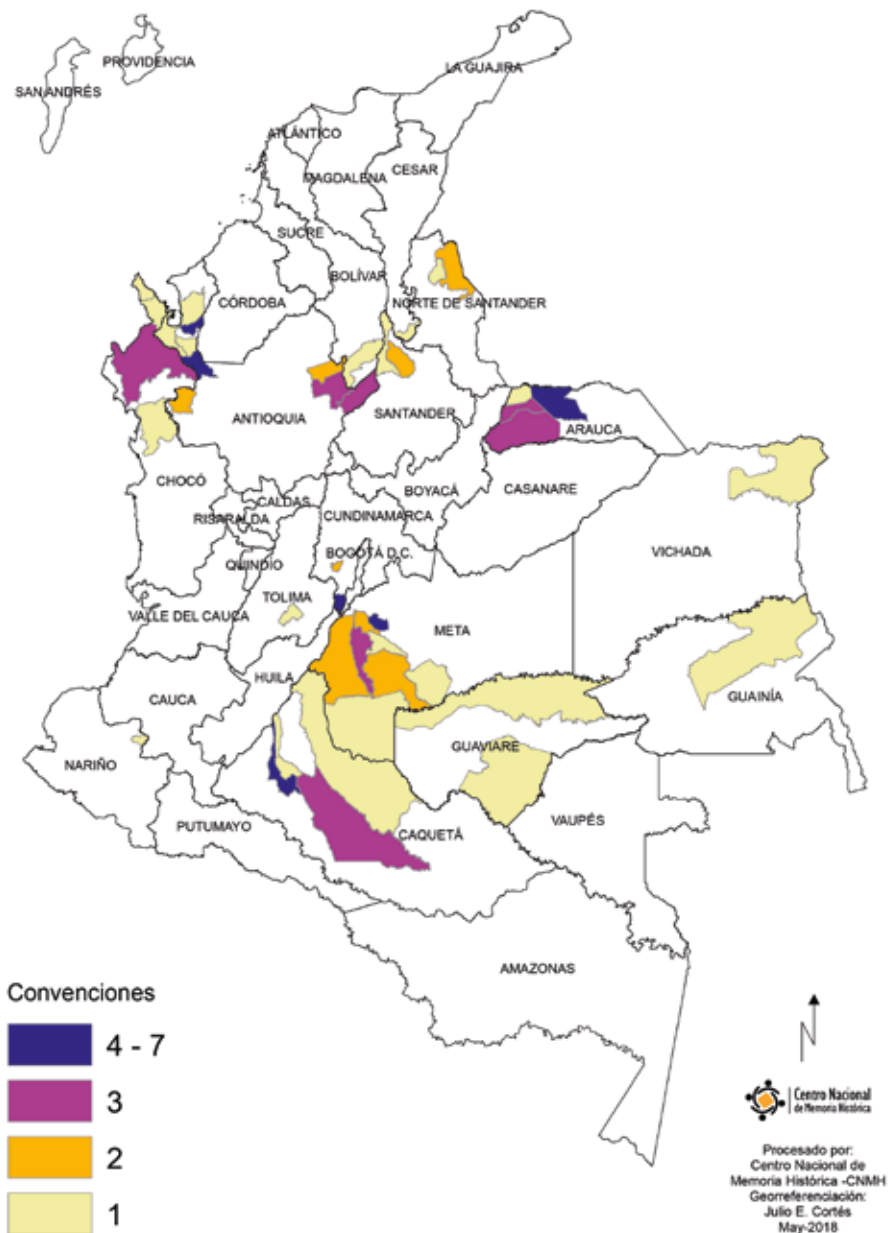 PROVIDENCIA
SAN ANDRÉS
LA GUAJIRA
ATLÁNTICO
MAGDALENA
CESAR
SUCRE
BOLÍVAR
CÓRDOBA
NORTE DE SANTANDER
ANTIOQUIA
SANTANDER
ARAUCA
CHOCÓ
BOYACÁ
CASANARE
CALDAS
RISARALDA
CUNDINAMARCA
VICHADA
BOGOTÁ D.C.
QUINDÍO
TOLIMA
VALLE DEL CAUCA
META
HUILA
CAUCA
GUAINÍA
GUAVIARE
NARIÑO
VAUPÉS
PUTUMAYO
CAQUETÁ
AMAZONAS
Convenciones
4 - 7
3
2
1
N
Centro Nacional
de Memoria Histórica
Procesado por:
Centro Nacional de
Memoria Histórica -CNMH
Georreferenciación:
Julio E. Cortés
May-2018